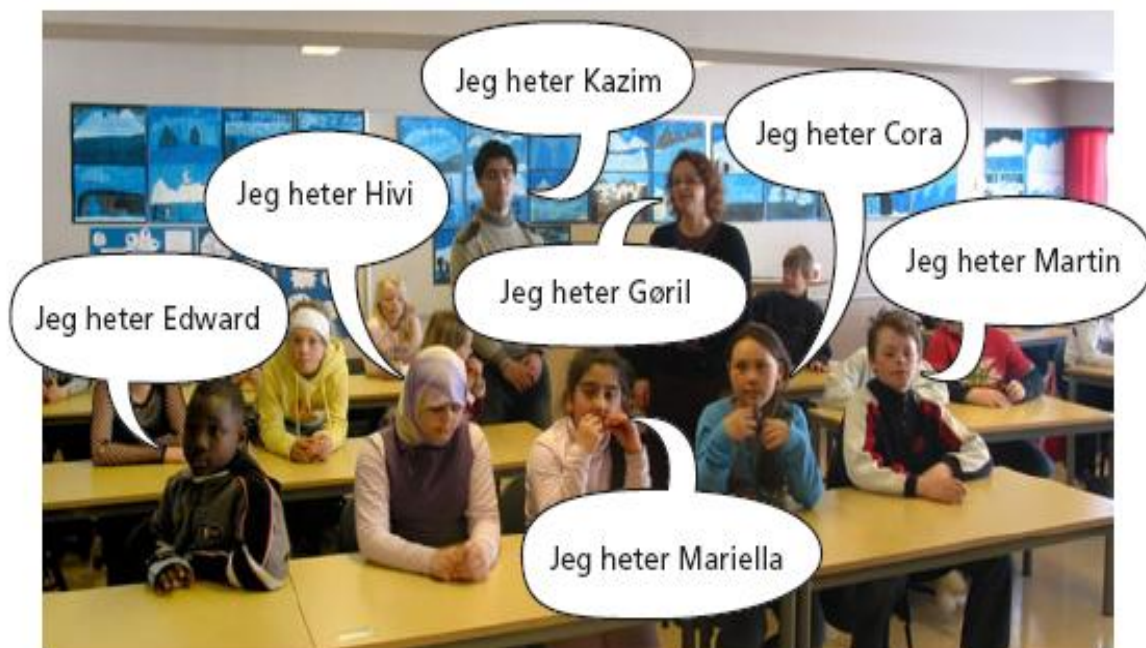 Jeg heter Kazim
Jeg heter Cora
Jeg heter Hivi
Jeg heter Martin
Jeg heter Gøril
Jeg heter Edward
Jeg heter Mariella